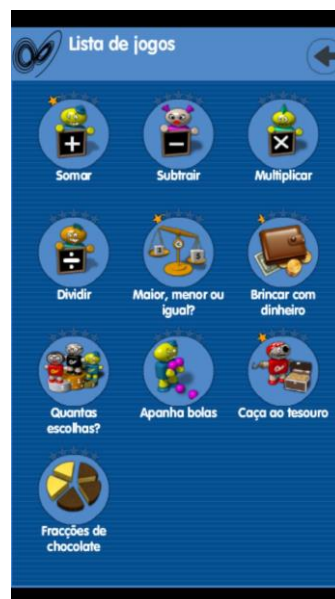 Lista de jogos
+
−
×
Somar
Subtrair
Multiplicar
÷
Dividir
Maior, menor ou
igual?
Brincar com
dinheiro
Quantas
escolhas?
Apanha bolas
Caça ao tesouro
Fracções de
chocolate